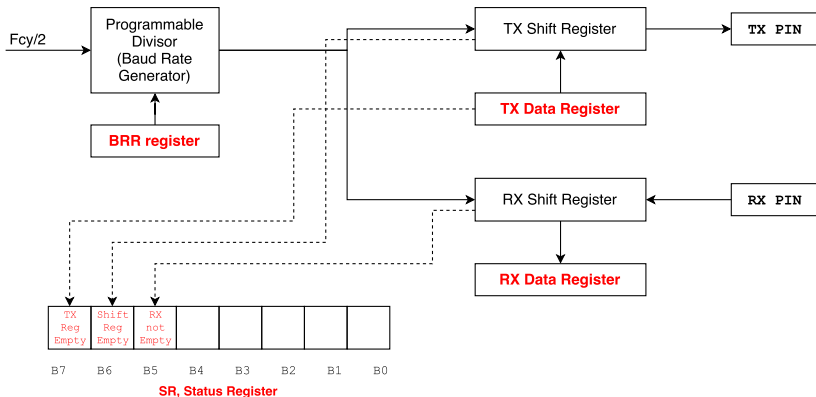 Fcy/2
Programmable
Divisor
(Baud Rate
Generator)
BRR register
TX Shift Register
TX PIN
TX Data Register
RX Shift Register
RX PIN
RX Data Register
TX
Reg
Empty
Shift
Reg
Empty
RX
not
Empty
B7 B6 B5 B4 B3 B2 B1 B0
SR, Status Register